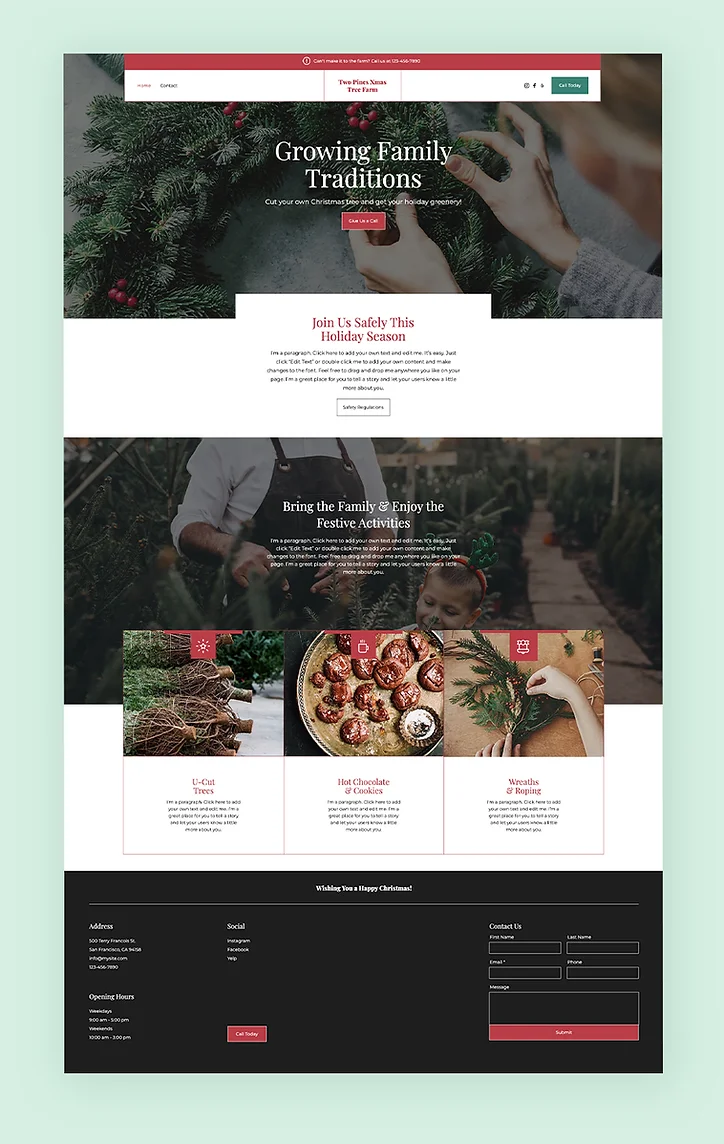 Can't make it to the farm? Call us at 123-456-7890
Home
Contact
Two Pines Xmas
Tree Farm
Call Today
Growing Family
Traditions
Cut your own Christmas tree and get your holiday greenery!
Give Us a Call
Join Us Safely This
Holiday Season
I'm a paragraph. Click here to add your own text and edit me. It's easy. Just
click "Edit Text" or double click me to add your own content and make
changes to the font. Feel free to drag and drop me anywhere you like on your
page. I'm a great place for you to tell a story and let your users know a little
more about you.
Safety Regulations
Bring the Family & Enjoy the
Festive Activities
I'm a paragraph. Click here to add your own text and edit me. It's easy. Just
click "Edit Text" or double click me to add your own content and make
changes to the font. Feel free to drag and drop me anywhere you like on your
page. I'm a great place for you to tell a story and let your users know a little
more about you.
U-Cut
Trees
I'm a paragraph. Click here to add
your own text and edit me. I'm a
great place for you to tell a story
and let your users know a little
more about you.
Hot Chocolate
& Cookies
I'm a paragraph. Click here to add
your own text and edit me. I'm a
great place for you to tell a story
and let your users know a little
more about you.
Wreaths
& Roping
I'm a paragraph. Click here to add
your own text and edit me. I'm a
great place for you to tell a story
and let your users know a little
more about you.
Wishing You a Happy Christmas!
Address
500 Terry Francois St.
San Francisco, CA 94158
info@mysite.com
123-456-7890
Opening Hours
Weekdays
9:00 am - 5:00 pm
Weekends
10:00 am - 3:00 pm
Social
Instagram
Facebook
Yelp
Call Today
Contact Us
First Name
Last Name
Email *
Phone
Message
Submit